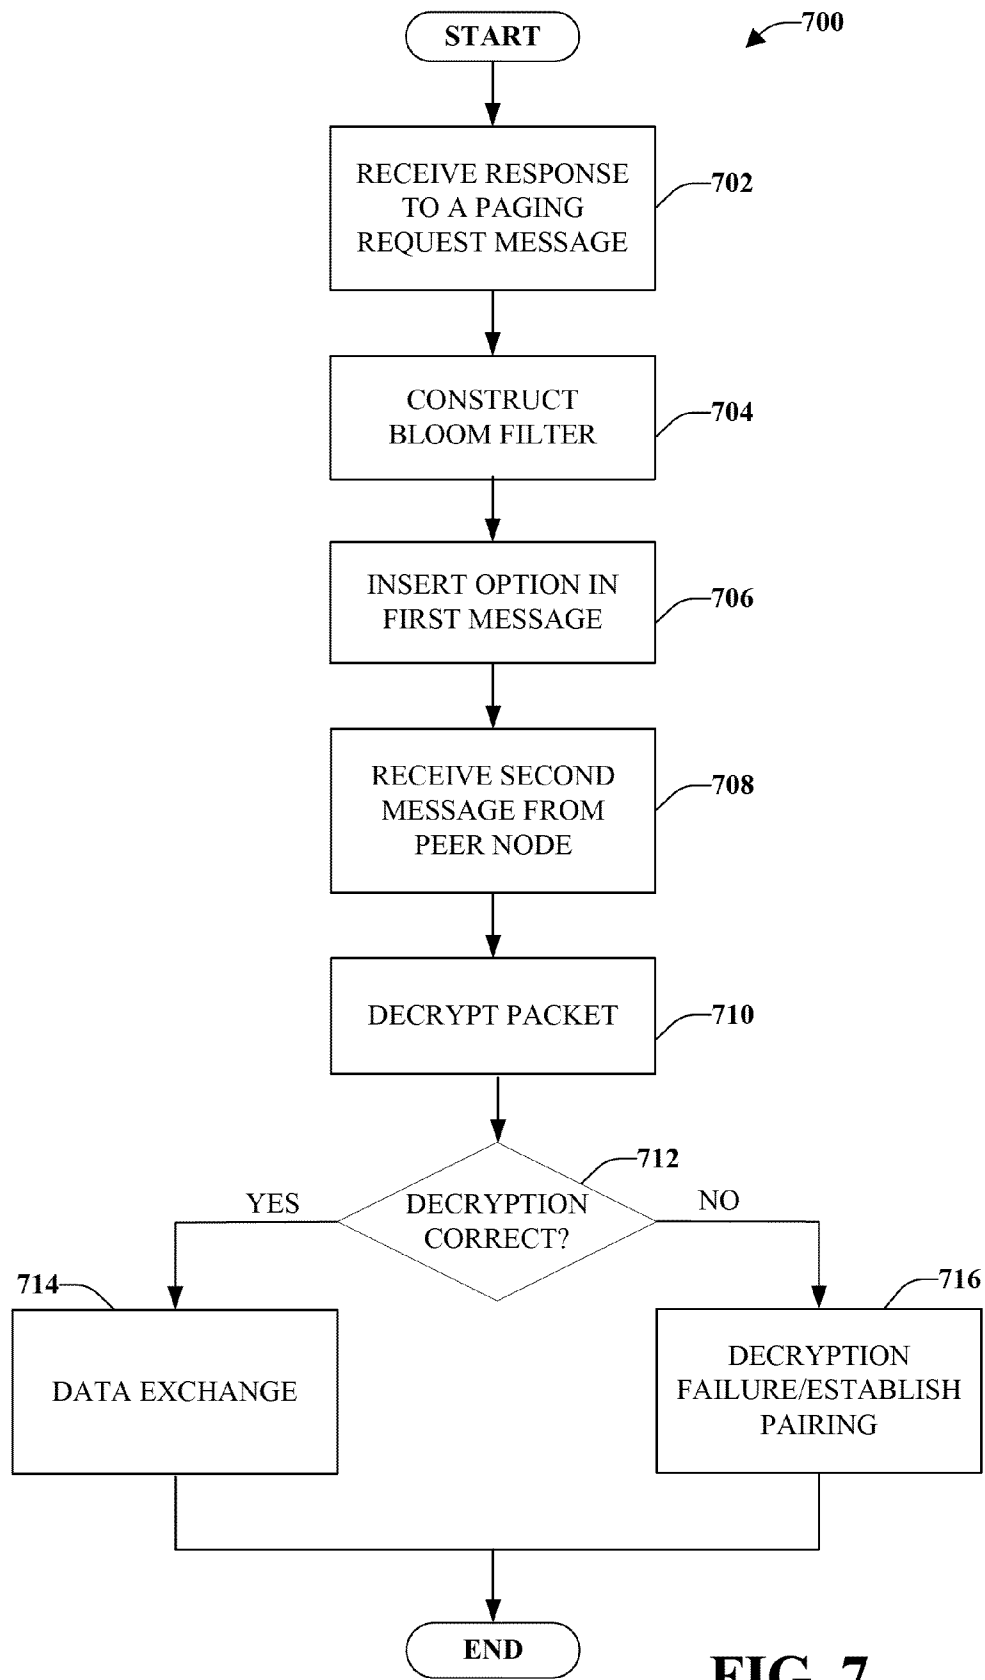 START
700
RECEIVE RESPONSE
TO A PAGING
REQUEST MESSAGE
702
CONSTRUCT
BLOOM FILTER
704
INSERT OPTION IN
FIRST MESSAGE
706
RECEIVE SECOND
MESSAGE FROM
PEER NODE
708
DECRYPT PACKET
710
712
DECRYPTION
CORRECT?
YES
NO
714
DATA EXCHANGE
716
DECRYPTION
FAILURE/ESTABLISH
PAIRING
END
FIG. 7